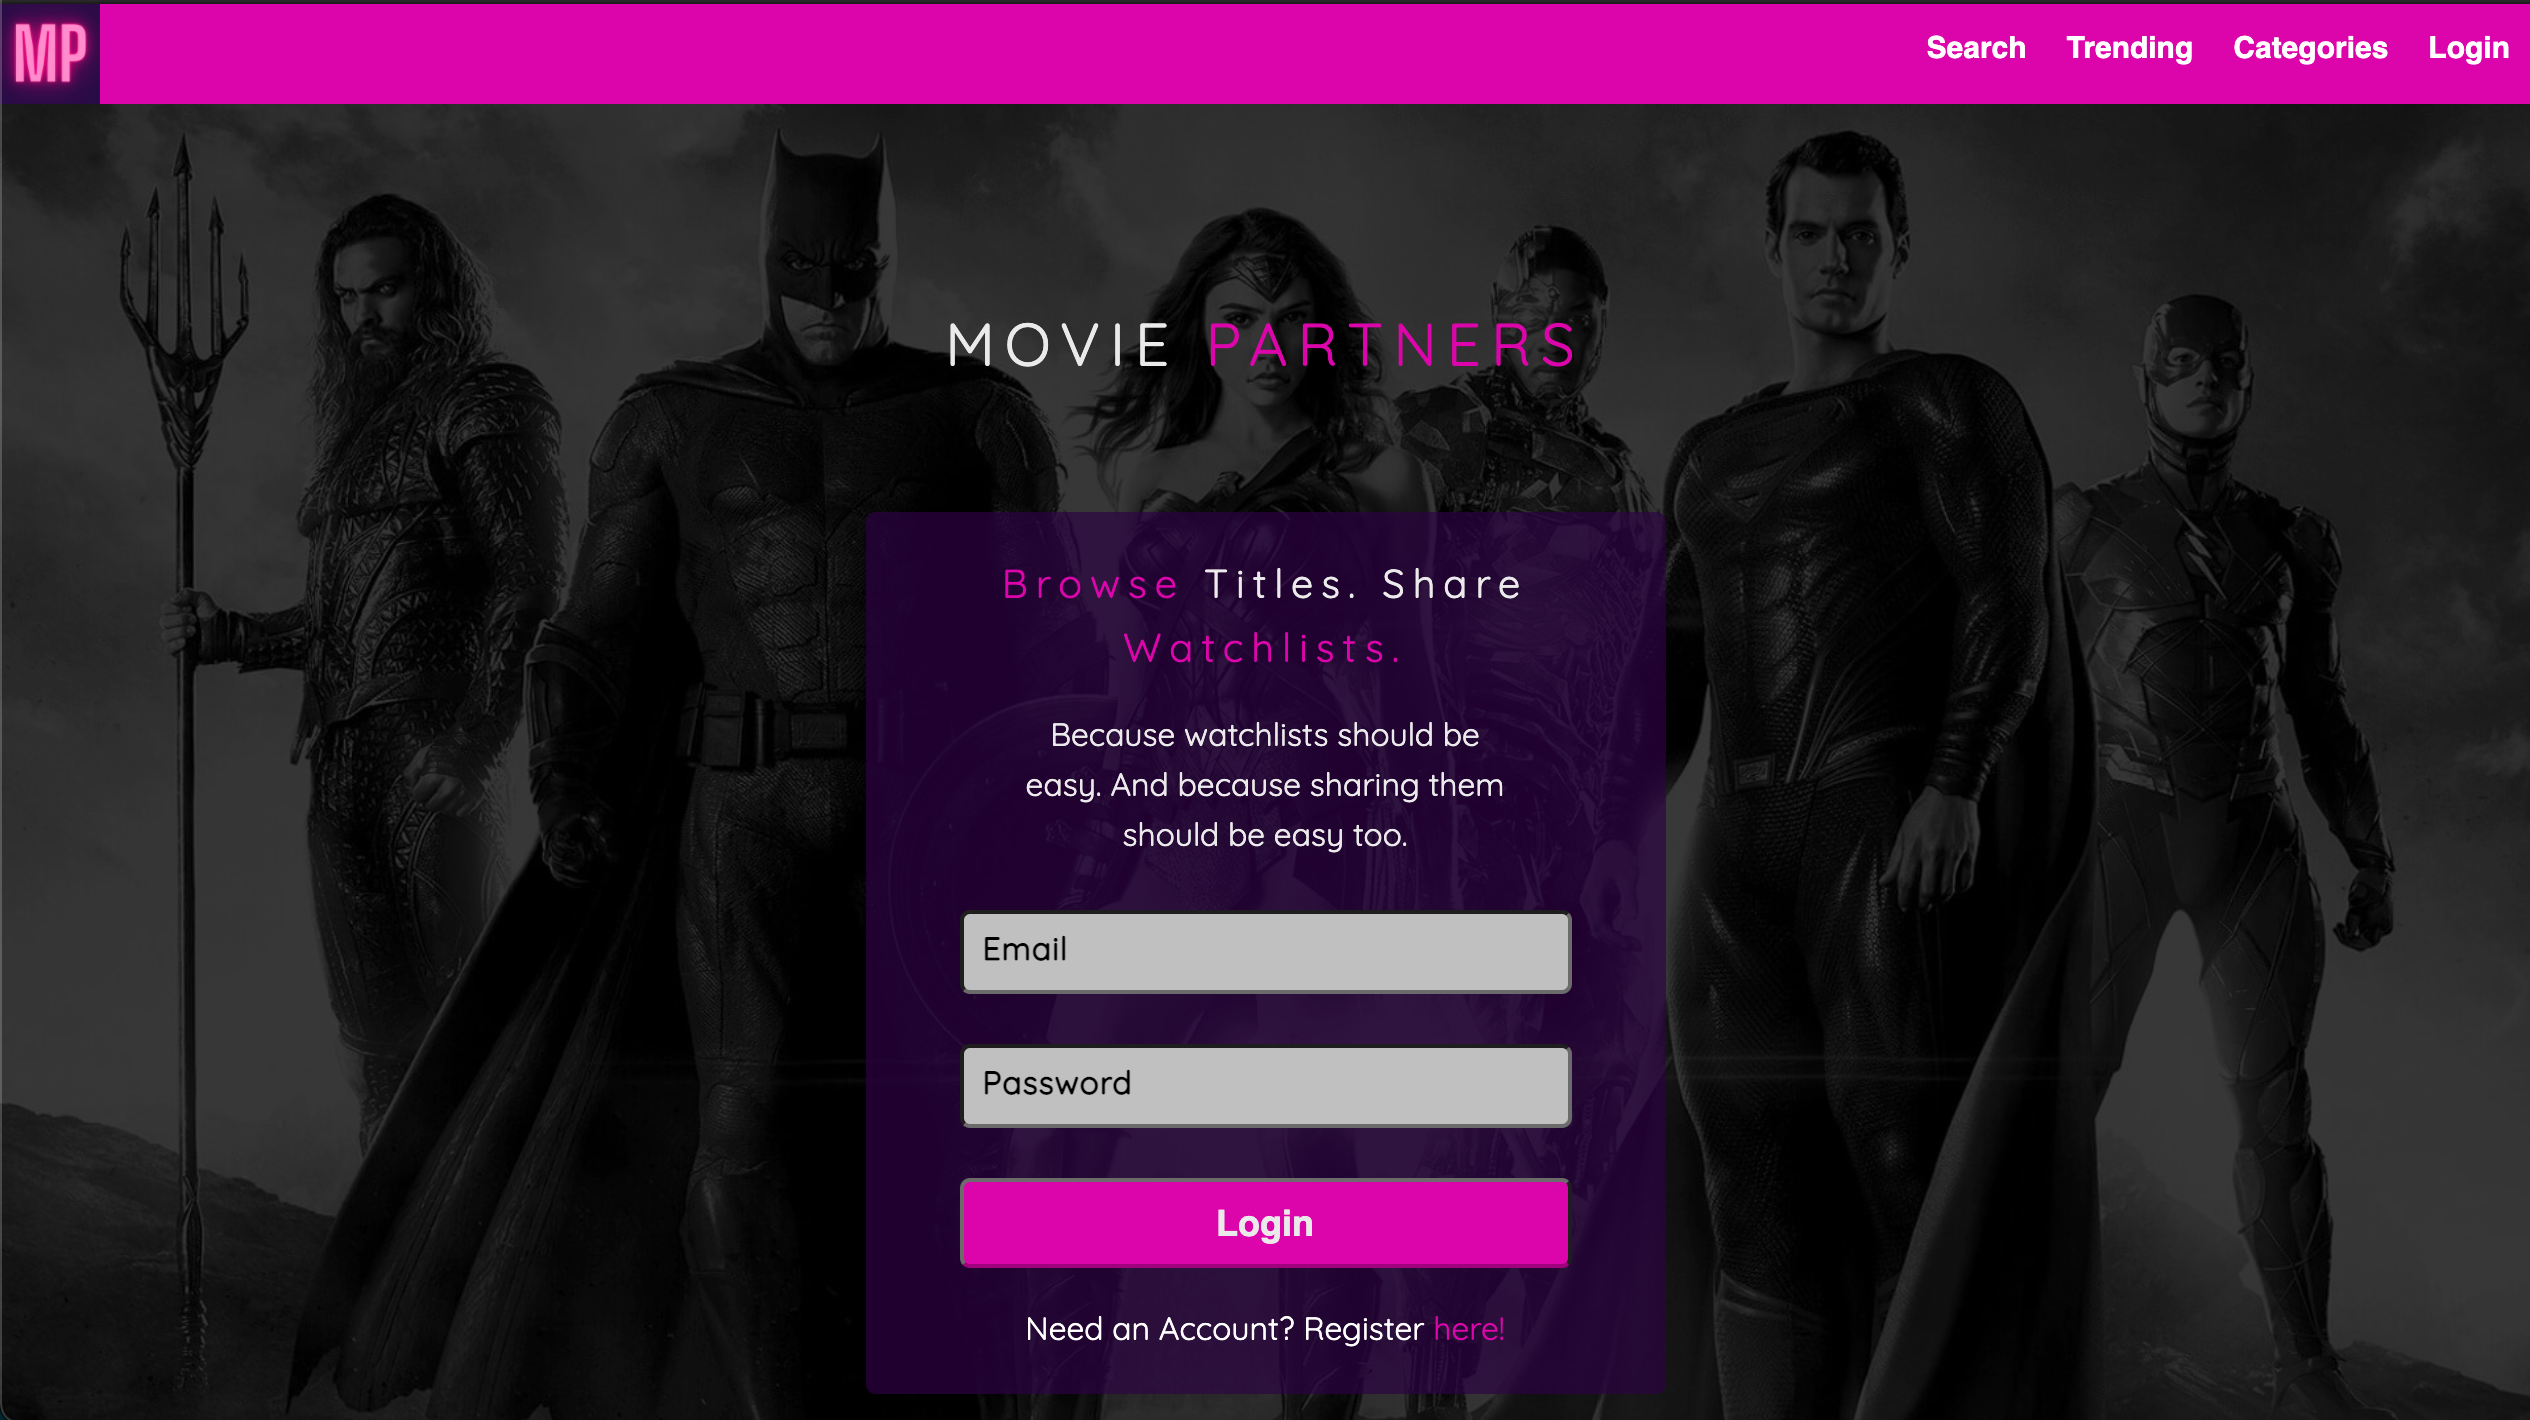 MP
Search Trending Categories Login
MOVIE PARTNERS
Browse Titles. Share
Watchlists.
Because watchlists should be
easy. And because sharing them
should be easy too.
Email
Password
Login
Need an Account? Register here!